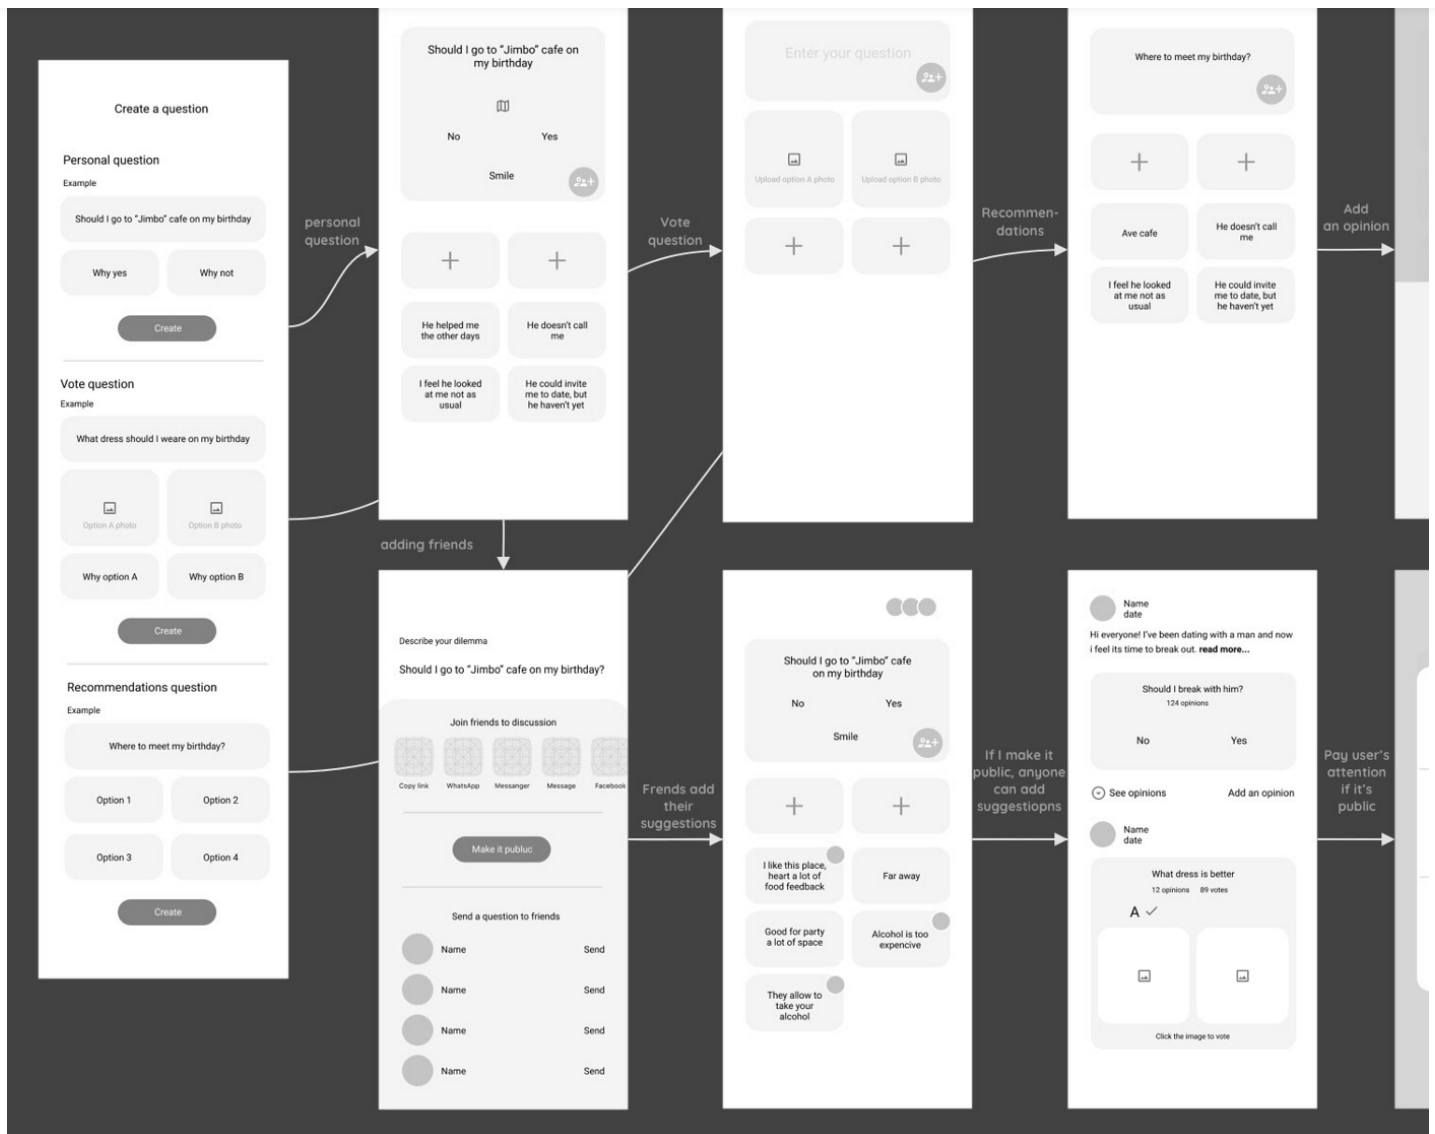 Create a question
Personal question
Example
Should I go to "Jimbo" cafe on my birthday
Why yes
Why not
Create
Vote question
Example
What dress should I weare on my birthday
Option A photo
Option B photo
Why option A
Why option B
Create
Recommendations question
Example
Where to meet my birthday?
Option 1
Option 2
Option 3
Option 4
Create
personal
question
Should I go to "Jimbo" cafe on
my birthday
No
Yes
Smile
He helped me
the other days
He doesn't call
me
I feel he looked
at me not as
usual
He could invite
me to date, but
he haven't yet
Vote
question
Enter your question
Upload option A photo
Upload option B photo
Recommen-
dations
Where to meet my birthday?
Ave cafe
He doesn't call
me
I feel he looked
at me not as
usual
He could invite
me to date, but
he haven't yet
Add
an opinion
adding friends
Describe your dilemma
Should I go to "Jimbo" cafe on my birthday?
Join friends to discussion
Copy link
WhatsApp
Messanger
Message
Facebook
Make it publuc
Send a question to friends
Name
Send
Name
Send
Name
Send
Name
Send
Frends add
their
suggestions
Should I go to "Jimbo" cafe
on my birthday
No
Yes
Smile
I like this place,
heart a lot of
food feedback
Far away
Good for party
a lot of space
Alcohol is too
expencive
They allow to
take your
alcohol
If I make it
public, anyone
can add
suggestiopns
Name
date
Hi everyone! I've been dating with a man and now
i feel its time to break out. read more...
Should I break with him?
124 opinions
No
Yes
See opinions
Add an opinion
Name
date
What dress is better
12 opinions
89 votes
A
Click the image to vote
Pay user's
attention
if it's
public